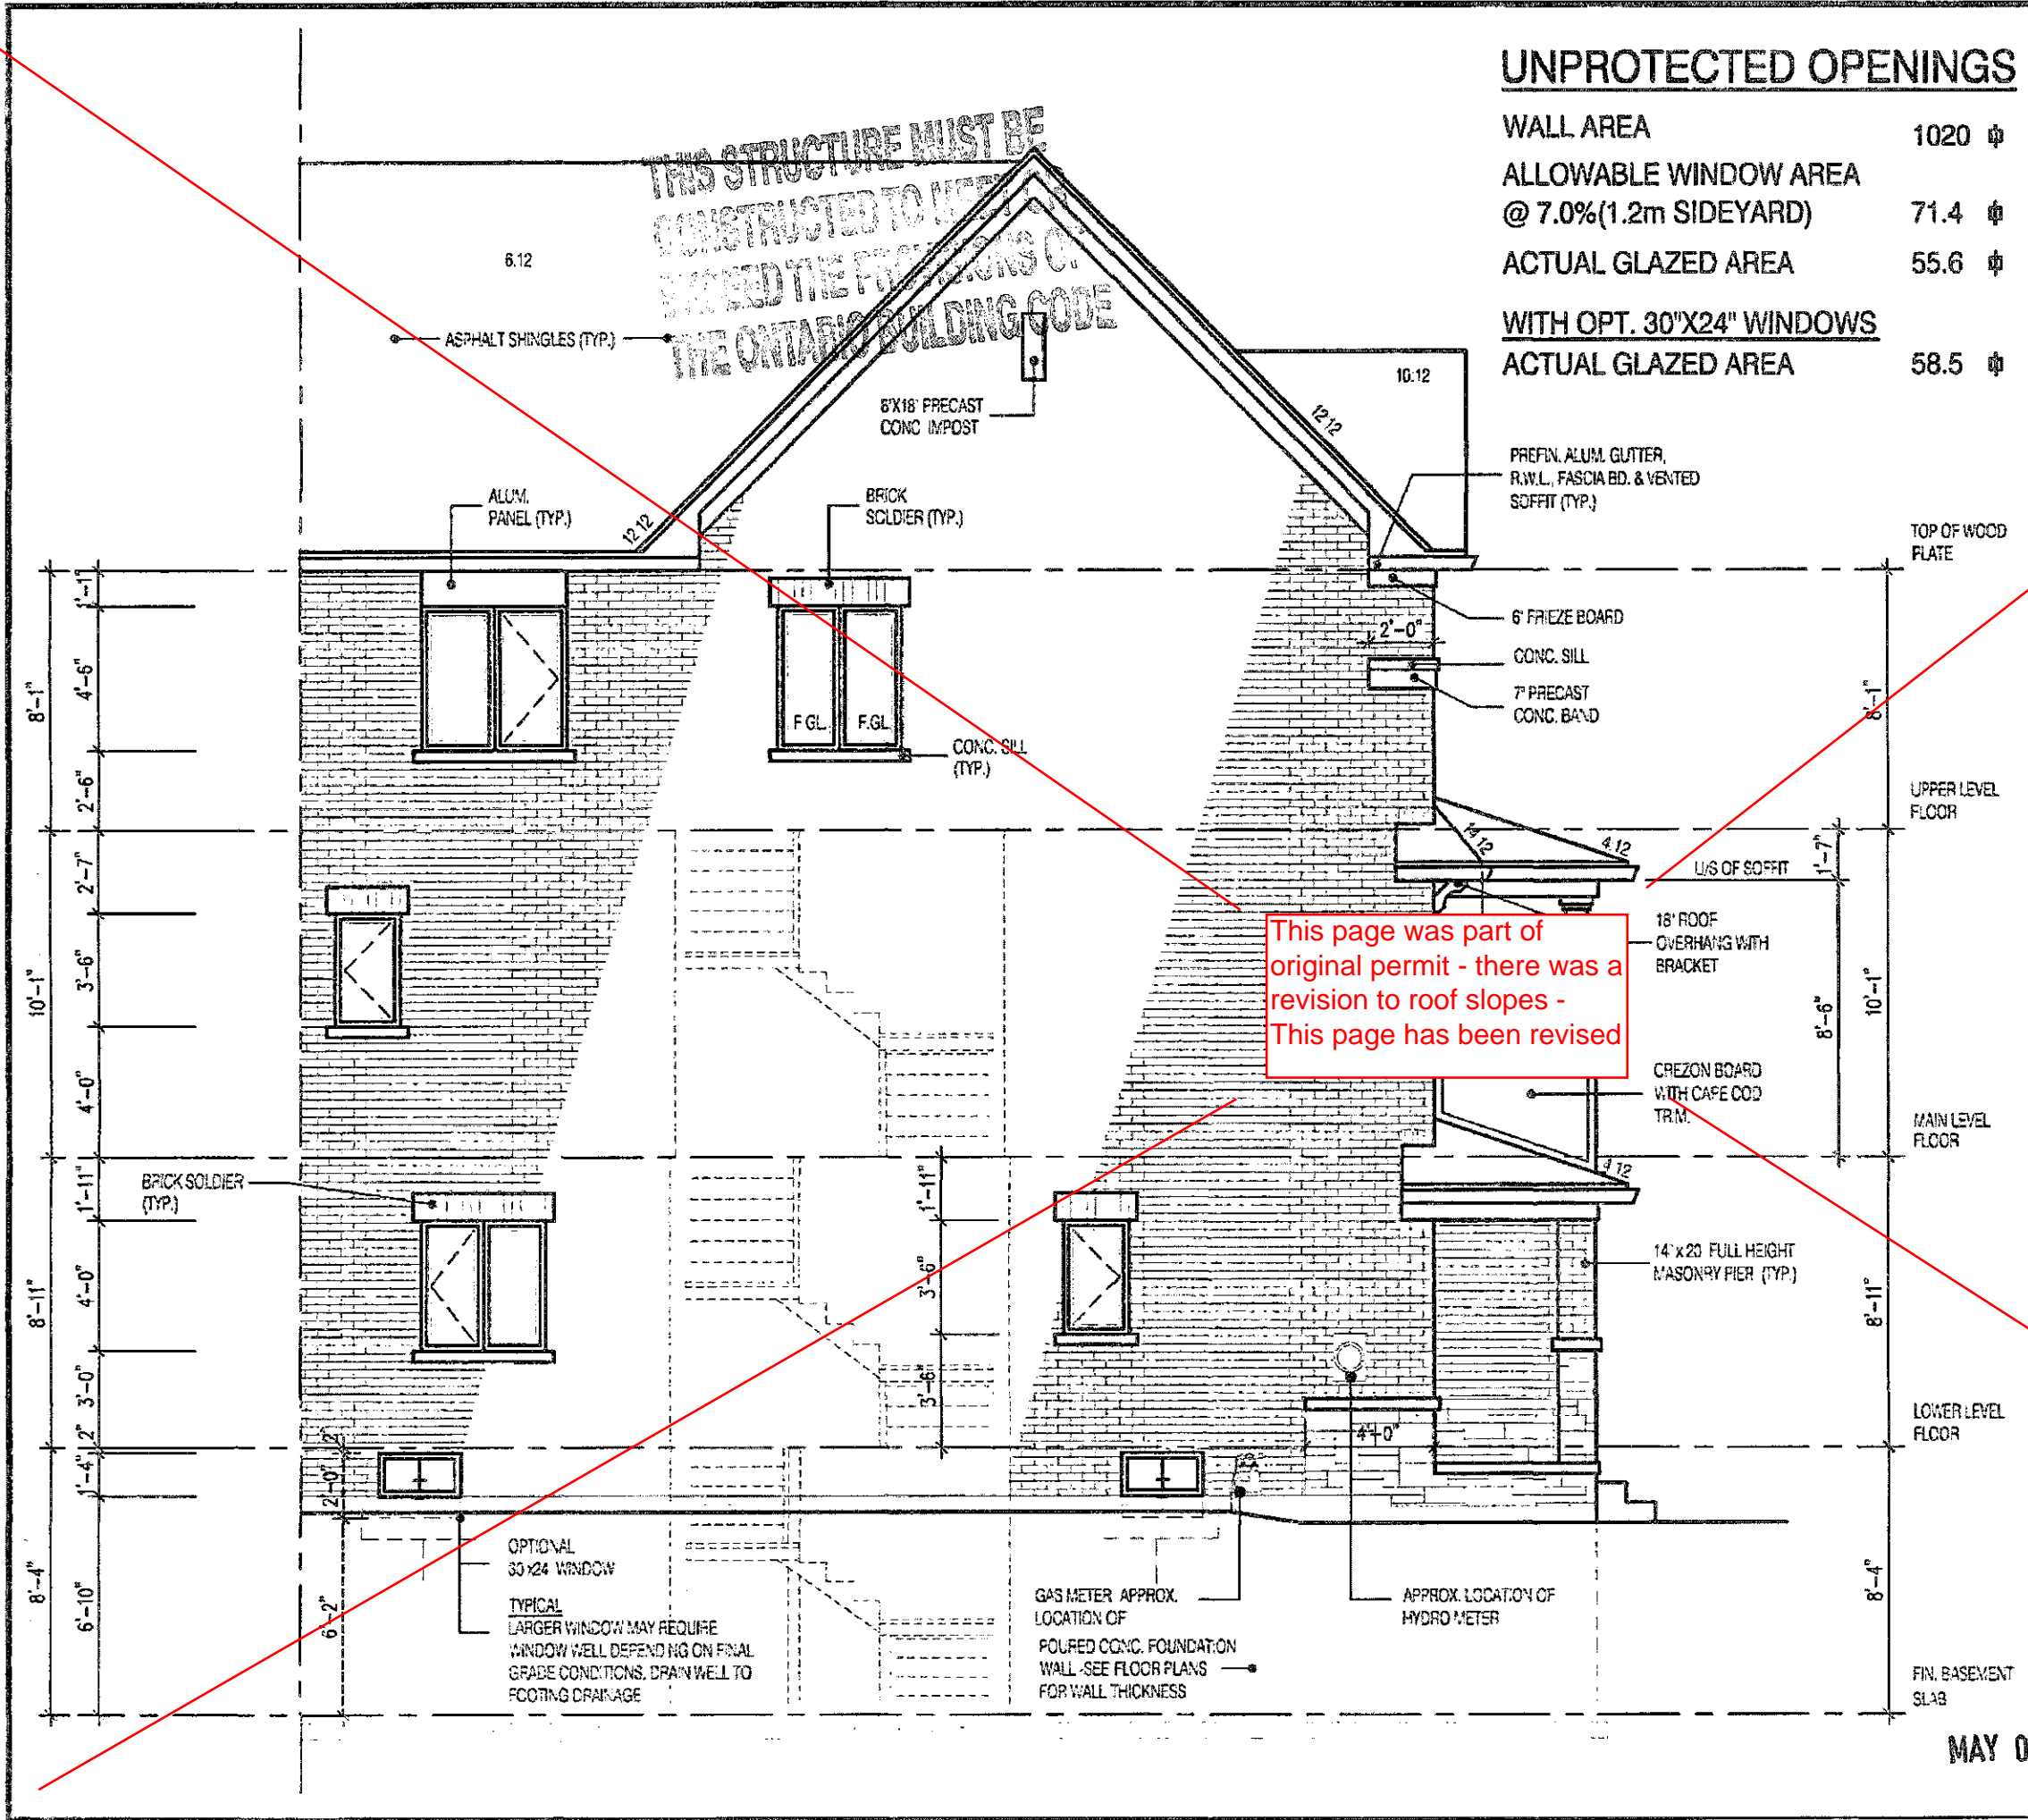 UNPROTECTED OPENINGS
WALL AREA 1020
ALLOWABLE WINDOW AREA
@ 7.0%(1.2m SIDEYARD) 71.4
ACTUAL GLAZED AREA 55.6
WITH OPT. 30"X24" WINDOWS
ACTUAL GLAZED AREA 58.5
THIS STRUCTURE MUST BE
CONSTRUCTED TO MEET OR
EXCEED THE PROVISIONS OF
THE ONTARIO BUILDING CODE
6.12
ASPHALT SHINGLES (TYP.)
8"X18" PRECAST
CONC IMPOST
10:12
12 12
12 12
PREFIN. ALUM. GUTTER,
R.W.L., FASCIA BD. & VENTED
SOFFIT (TYP.)
ALUM.
PANEL (TYP.)
BRICK
SOLDIER (TYP.)
TOP OF WOOD
PLATE
6" FRIEZE BOARD
2'-0"
CONC. SILL
7" PRECAST
CONC. BAND
F.GL.
F.GL.
CONC. SILL
(TYP.)
1'-1"
4'-6"
8'-1"
2'-6"
8'-1"
UPPER LEVEL
FLOOR
14 12
4.12
1'-7"
U/S OF SOFFIT
2'-7"
3'-6"
10'-1"
4'-0"
18" ROOF
OVERHANG WITH
BRACKET
This page was part of
original permit - there was a
revision to roof slopes -
This page has been revised
8'-6"
10'-1"
CREZON BOARD
WITH CAPE COD
TRIM.
MAIN LEVEL
FLOOR
4 12
BRICK SOLDIER
(TYP.)
1'-11"
4'-0"
8'-11"
3'-0"
1'-11"
3'-6"
3'-6"
14"x20 FULL HEIGHT
MASONRY PIER (TYP.)
8'-11"
4'-0"
LOWER LEVEL
FLOOR
2"
1'-4"
2"
2'-0"
8'-4"
6'-10"
6'-2"
OPTIONAL
30x24 WINDOW
TYPICAL
LARGER WINDOW MAY REQUIRE
WINDOW WELL DEPENDING ON FINAL
GRADE CONDITIONS. DRAIN WELL TO
FOOTING DRAINAGE
GAS METER APPROX.
LOCATION OF
POURED CONC. FOUNDATION
WALL -SEE FLOOR PLANS
FOR WALL THICKNESS
APPROX. LOCATION OF
HYDRO METER
8'-4"
FIN. BASEMENT
SLAB
MAY 0